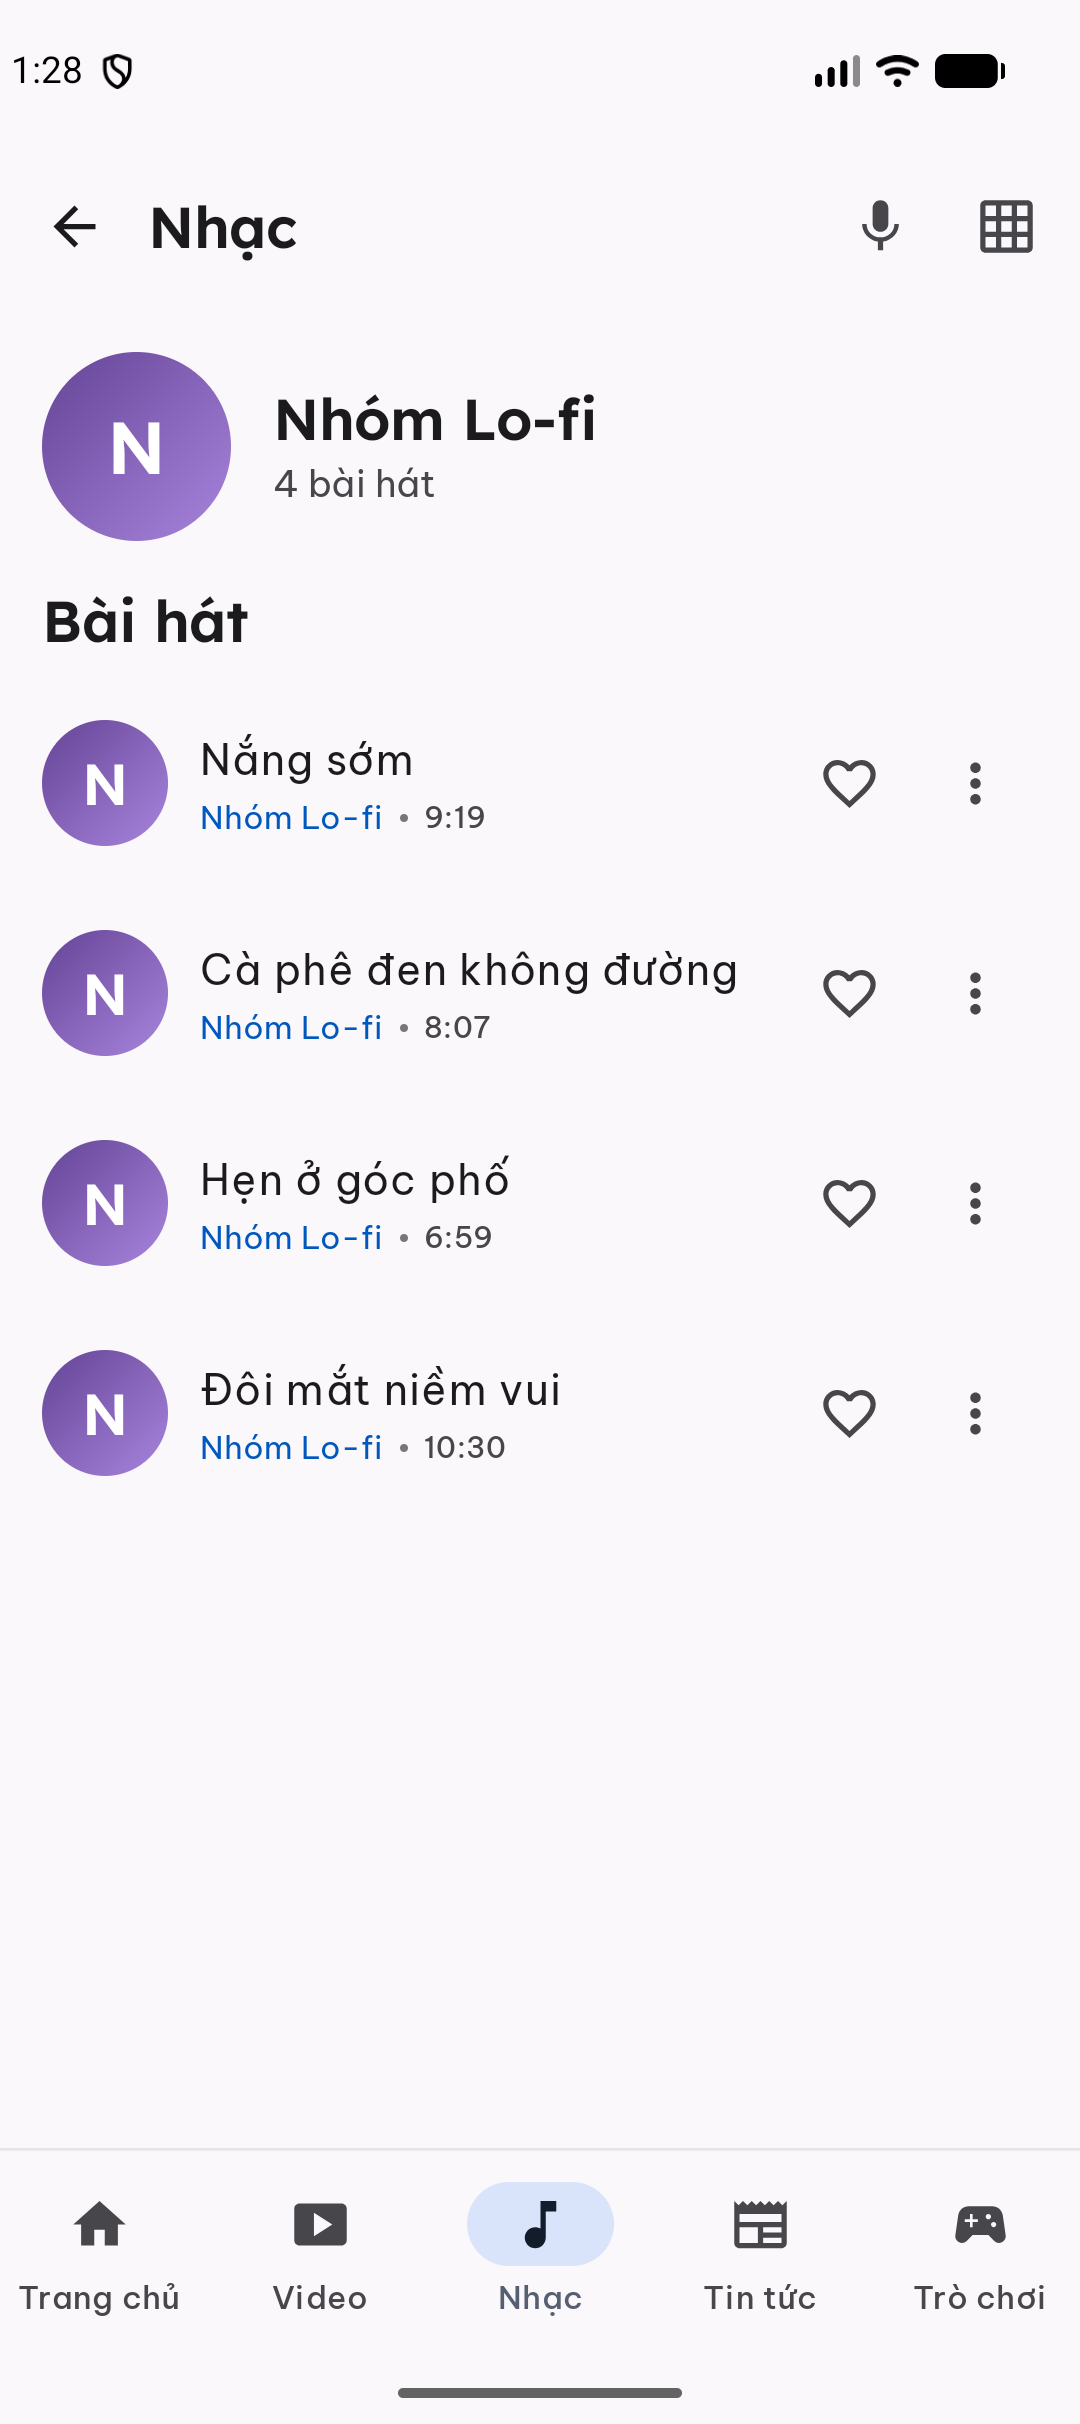 1:28
Nhạc
N
Nhóm Lo-fi
4 bài hát
Bài hát
N
Nắng sớm
Nhóm Lo-fi • 9:19
N
Cà phê đen không đường
Nhóm Lo-fi • 8:07
N
Hẹn ở góc phố
Nhóm Lo-fi • 6:59
N
Đôi mắt niềm vui
Nhóm Lo-fi • 10:30
Trang chủ
Video
Nhạc
Tin tức
Trò chơi